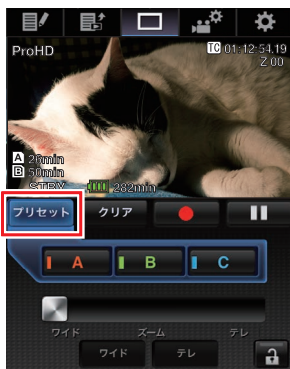 ProHD
TC 01:12:54.19
Z 00
A 26min
B 50min
STBY 282min
プリセット クリア
A B C
ワイド ズーム テレ
ワイド テレ